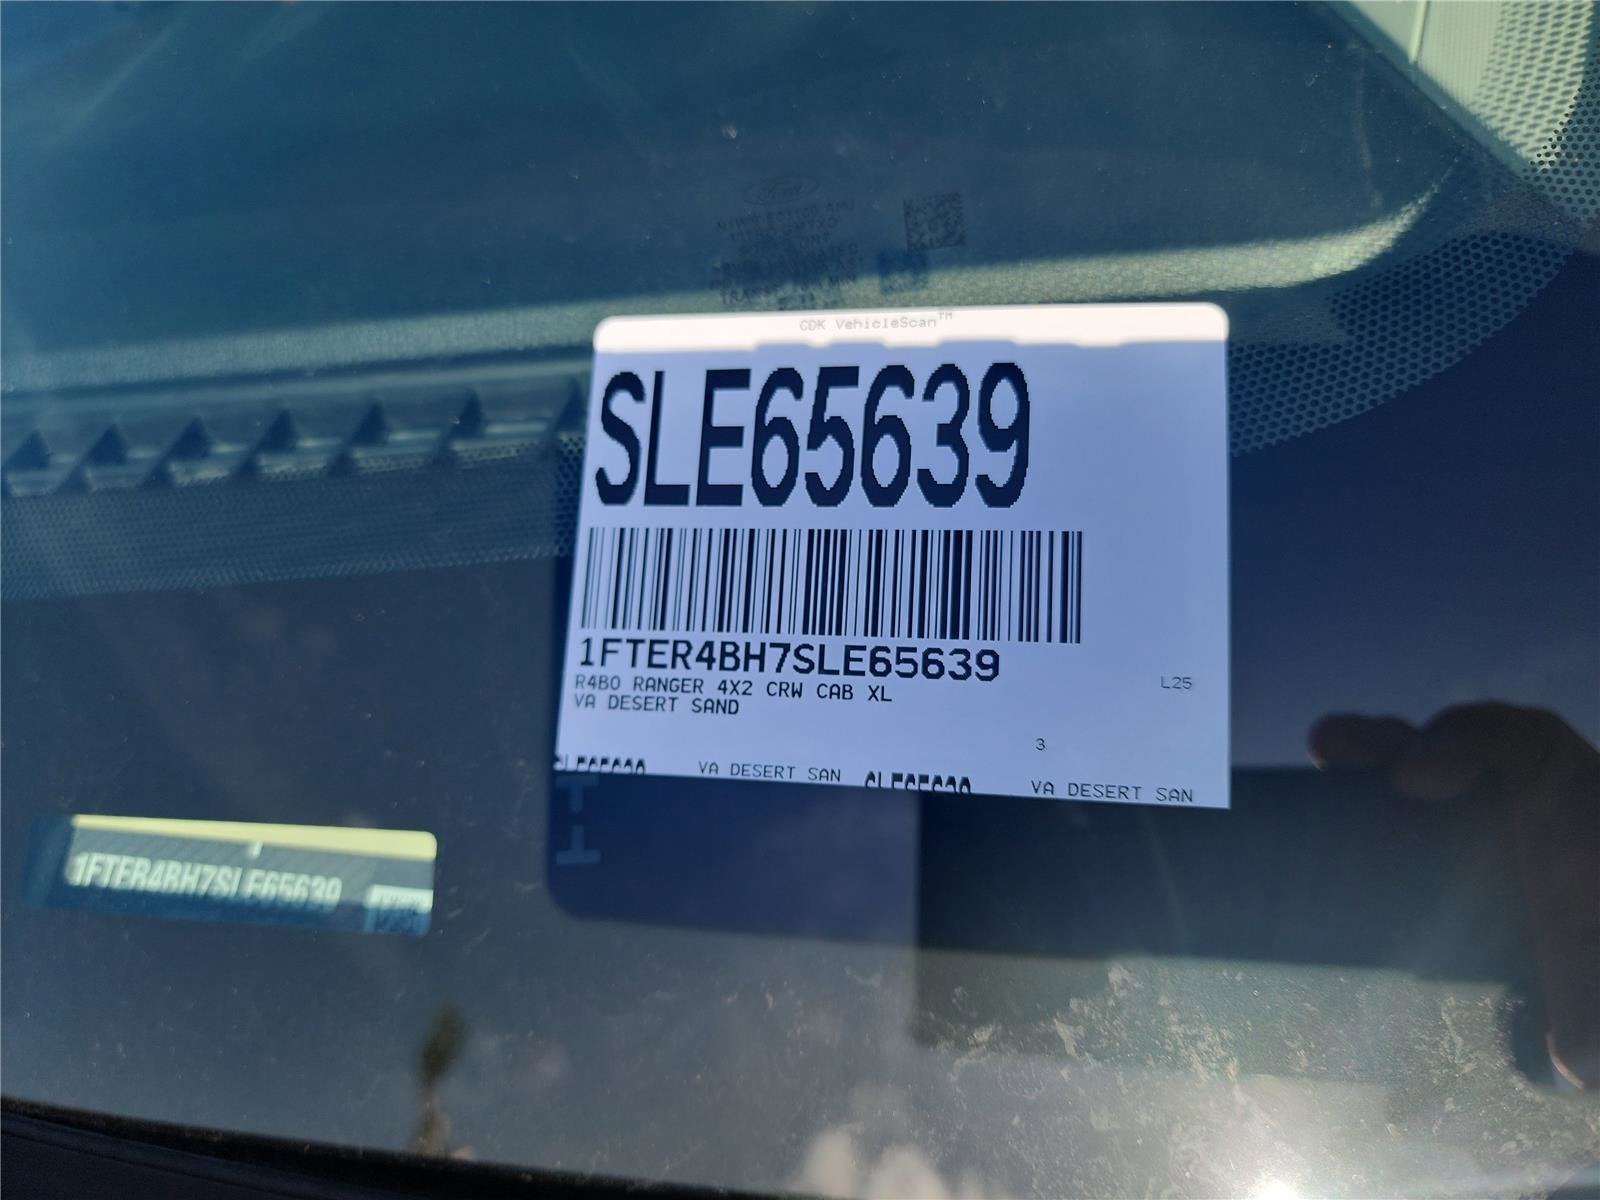 Ford
CDK VehicleScan™
SLE65639
1FTER4BH7SLE65639
R4B0 RANGER 4X2 CRW CAB XL
L25
VA DESERT SAND
3
VA DESERT SAN
VA DESERT SAN
1FTER4BH7SLE65639